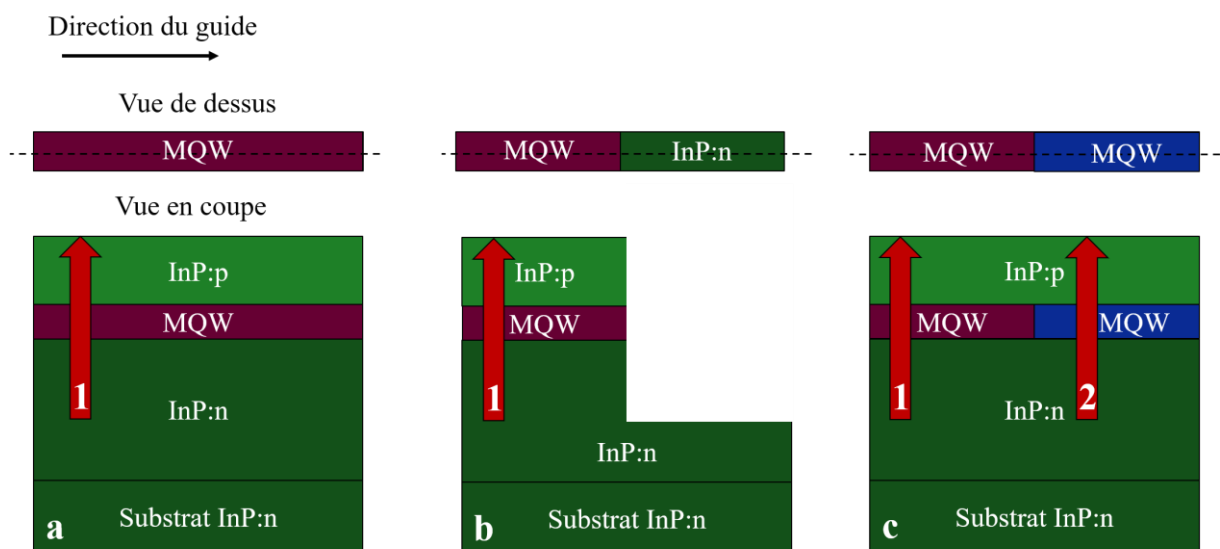 Direction du guide
Vue de dessus
MQW
MQW
InP:n
MQW
MQW
Vue en coupe
InP:p
MQW
1
InP:n
Substrat InP:n
a
InP:p
MQW
1
InP:n
Substrat InP:n
b
InP:p
MQW
MQW
1
2
InP:n
Substrat InP:n
c